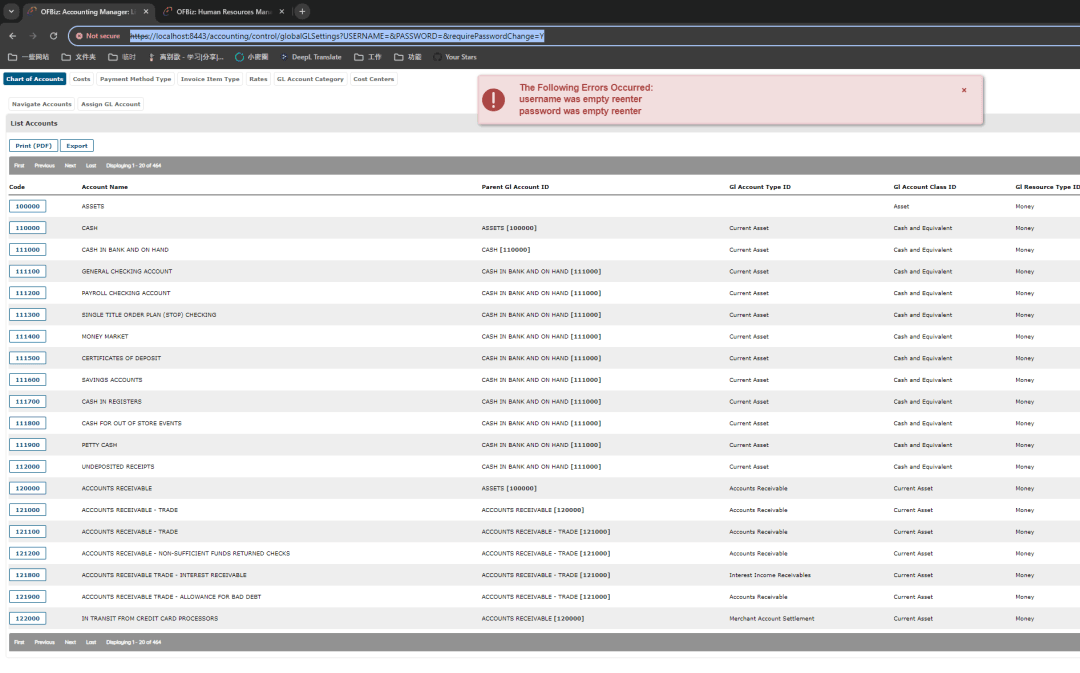 OFBiz: Accounting Manager: Li
OFBiz: Human Resources Man
Not secure https://localhost:8443/accounting/control/globalGLSettings?USERNAME=&PASSWORD=&requirePasswordChange=Y
一些网站 文件夹 临时 离别歌 - 学习|分享|... 小密圈 DeepL Translate 工作 功能 Your Stars
Chart of Accounts Costs Payment Method Type Invoice Item Type Rates GL Account Category Cost Centers
The Following Errors Occurred:
username was empty reenter
password was empty reenter
Navigate Accounts Assign GL Account
List Accounts
Print (PDF) Export
First Previous Next Last Displaying 1 - 20 of 464
Code Account Name Parent Gl Account ID Gl Account Type ID Gl Account Class ID Gl Resource Type ID
100000 ASSETS Asset Money
110000 CASH ASSETS [100000] Current Asset Cash and Equivalent Money
111000 CASH IN BANK AND ON HAND CASH [110000] Current Asset Cash and Equivalent Money
111100 GENERAL CHECKING ACCOUNT CASH IN BANK AND ON HAND [111000] Current Asset Cash and Equivalent Money
111200 PAYROLL CHECKING ACCOUNT CASH IN BANK AND ON HAND [111000] Current Asset Cash and Equivalent Money
111300 SINGLE TITLE ORDER PLAN (STOP) CHECKING CASH IN BANK AND ON HAND [111000] Current Asset Cash and Equivalent Money
111400 MONEY MARKET CASH IN BANK AND ON HAND [111000] Current Asset Cash and Equivalent Money
111500 CERTIFICATES OF DEPOSIT CASH IN BANK AND ON HAND [111000] Current Asset Cash and Equivalent Money
111600 SAVINGS ACCOUNTS CASH IN BANK AND ON HAND [111000] Current Asset Cash and Equivalent Money
111700 CASH IN REGISTERS CASH IN BANK AND ON HAND [111000] Current Asset Cash and Equivalent Money
111800 CASH FOR OUT OF STORE EVENTS CASH IN BANK AND ON HAND [111000] Current Asset Cash and Equivalent Money
111900 PETTY CASH CASH IN BANK AND ON HAND [111000] Current Asset Cash and Equivalent Money
112000 UNDEPOSITED RECEIPTS CASH IN BANK AND ON HAND [111000] Current Asset Cash and Equivalent Money
120000 ACCOUNTS RECEIVABLE ASSETS [100000] Accounts Receivable Current Asset Money
121000 ACCOUNTS RECEIVABLE - TRADE ACCOUNTS RECEIVABLE [120000] Accounts Receivable Current Asset Money
121100 ACCOUNTS RECEIVABLE - TRADE ACCOUNTS RECEIVABLE - TRADE [121000] Accounts Receivable Current Asset Money
121200 ACCOUNTS RECEIVABLE - NON-SUFFICIENT FUNDS RETURNED CHECKS ACCOUNTS RECEIVABLE - TRADE [121000] Accounts Receivable Current Asset Money
121800 ACCOUNTS RECEIVABLE TRADE - INTEREST RECEIVABLE ACCOUNTS RECEIVABLE - TRADE [121000] Interest Income Receivables Current Asset Money
121900 ACCOUNTS RECEIVABLE TRADE - ALLOWANCE FOR BAD DEBT ACCOUNTS RECEIVABLE - TRADE [121000] Accounts Receivable Current Asset Money
122000 IN TRANSIT FROM CREDIT CARD PROCESSORS ACCOUNTS RECEIVABLE [120000] Merchant Account Settlement Current Asset Money
First Previous Next Last Displaying 1 - 20 of 464